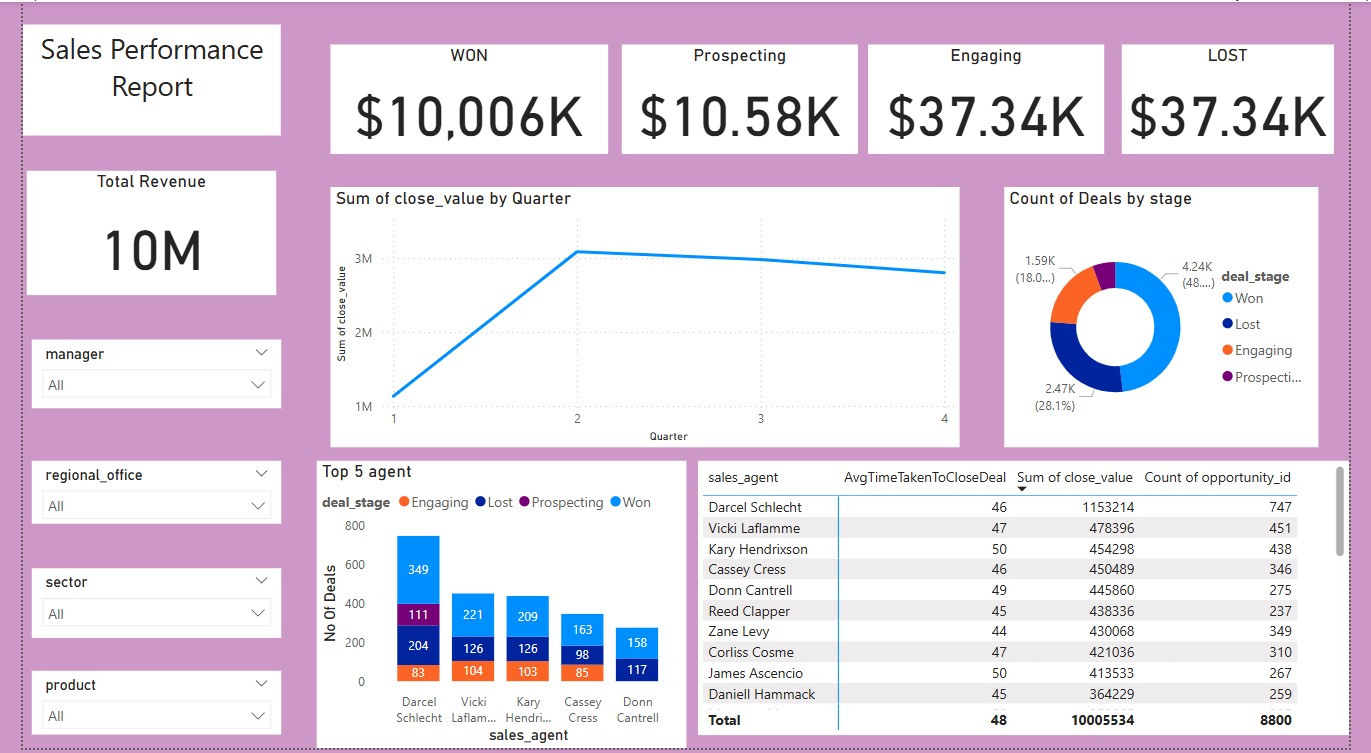 Sales Performance
Report
WON
$10,006K
Prospecting
$10.58K
Engaging
$37.34K
LOST
$37.34K
Total Revenue
10M
manager
All
regional_office
All
sector
All
product
All
Sum of close_value by Quarter
Sum of close_value
3M
2M
1M
1
2
3
4
Quarter
Count of Deals by stage
1.59K
(18.0...)
4.24K
(48....)
2.47K
(28.1%)
deal_stage
Won
Lost
Engaging
Prospecti...
Top 5 agent
deal_stage Engaging Lost Prospecting Won
No Of Deals
800
600
400
200
0
349
111
204
83
221
126
104
209
126
103
163
98
85
158
117
Darcel
Schlecht
Vicki
Laflam...
Kary
Hendri...
Cassey
Cress
Donn
Cantrell
sales_agent
sales_agent AvgTimeTakenToCloseDeal Sum of close_value Count of opportunity_id
Darcel Schlecht 46 1153214 747
Vicki Laflamme 47 478396 451
Kary Hendrixson 50 454298 438
Cassey Cress 46 450489 346
Donn Cantrell 49 445860 275
Reed Clapper 45 438336 237
Zane Levy 44 430068 349
Corliss Cosme 47 421036 310
James Ascencio 50 413533 267
Daniell Hammack 45 364229 259
Total 48 10005534 8800